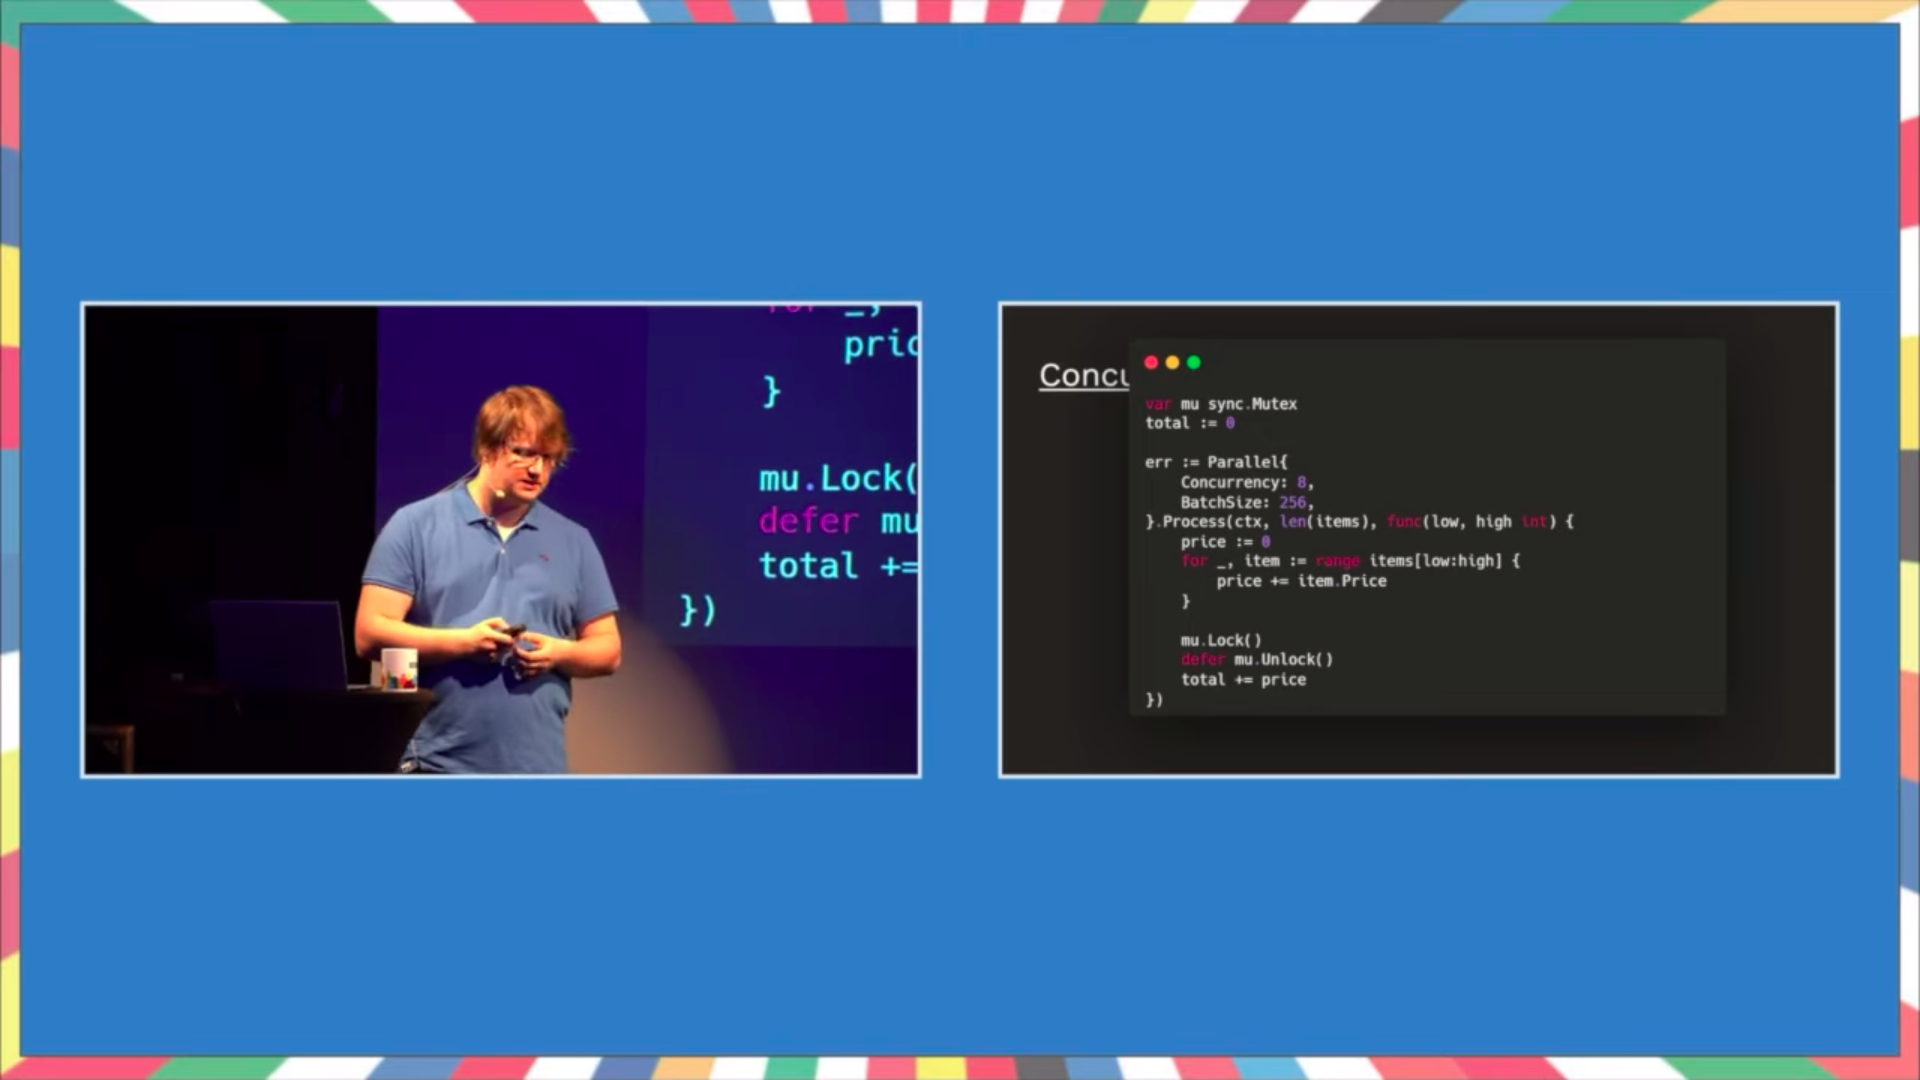 pric
}
mu.Lock(
defer mu
total +=
})
Concu
var mu sync.Mutex
total := 0
err := Parallel{
Concurrency: 8,
BatchSize: 256,
}.Process(ctx, len(items), func(low, high int) {
price := 0
for _, item := range items[low:high] {
price += item.Price
}
mu.Lock()
defer mu.Unlock()
total += price
})